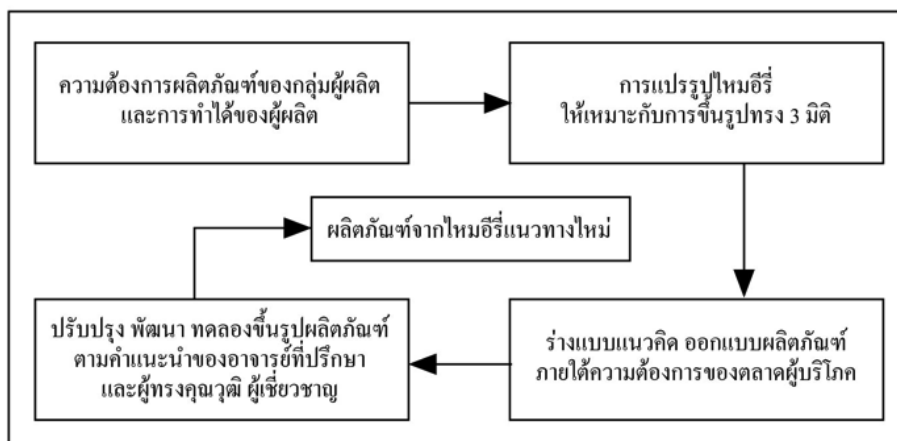 ความต้องการผลิตภัณฑ์ของกลุ่มผู้ผลิต
และการทำได้ของผู้ผลิต
การแปรรูปไหมอีรี่
ให้เหมาะกับการขึ้นรูปทรง 3 มิติ
ผลิตภัณฑ์จากไหมอีรี่แนวทางใหม่
ปรับปรุง พัฒนา ทดลองขึ้นรูปผลิตภัณฑ์
ตามคำแนะนำของอาจารย์ที่ปรึกษา
และผู้ทรงคุณวุฒิ ผู้เชี่ยวชาญ
ร่างแบบแนวคิด ออกแบบผลิตภัณฑ์
ภายใต้ความต้องการของตลาดผู้บริโภค